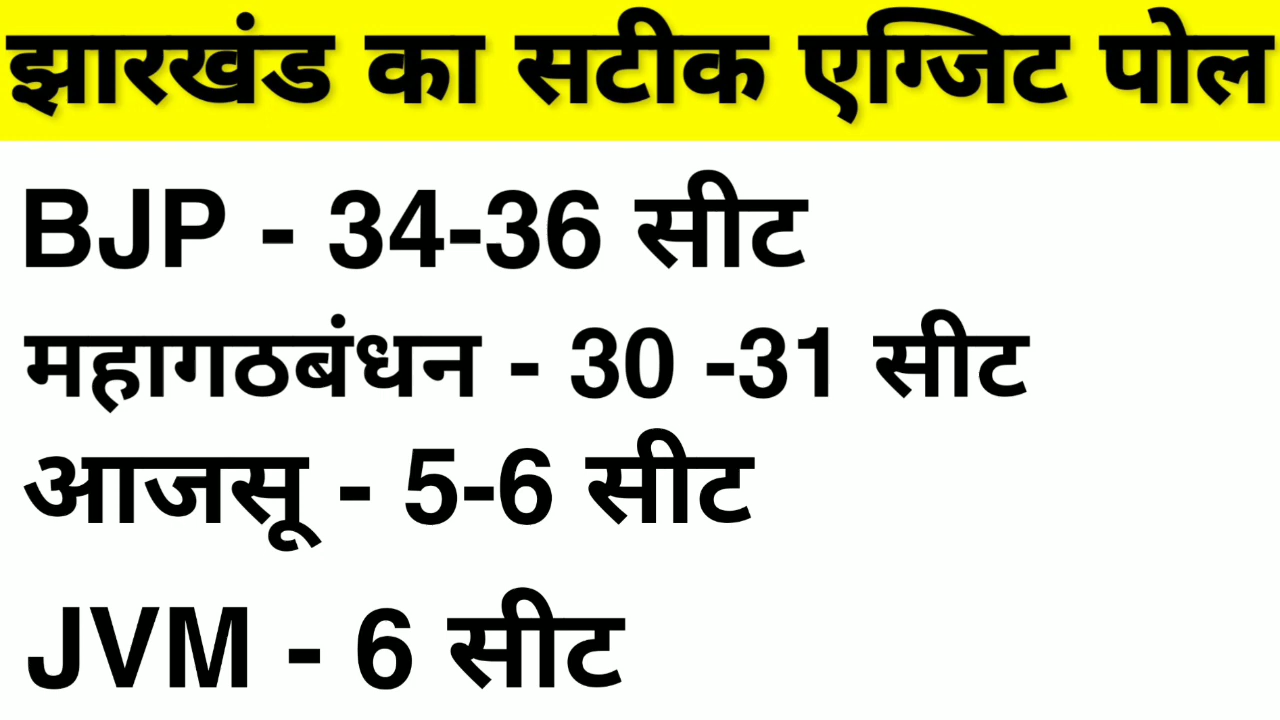 झारखंड का सटीक एग्जिट पोल
BJP - 34-36 सीट
महागठबंधन - 30 -31 सीट
आजसू - 5-6 सीट
JVM - 6 सीट